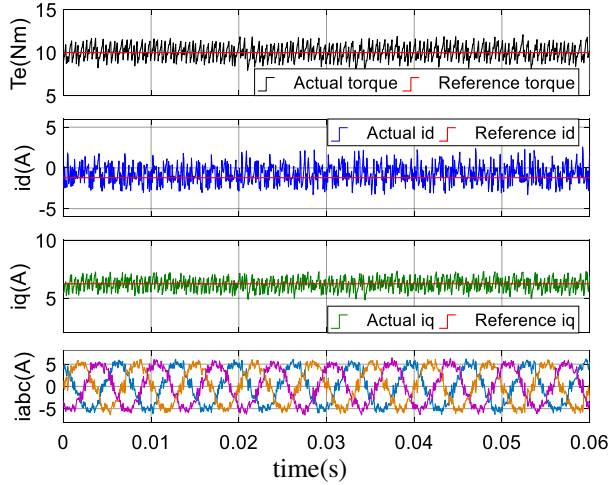 15
10
5
Te(Nm)
Actual torque Reference torque
5
0
-5
id(A)
Actual id Reference id
10
5
iq(A)
Actual iq Reference iq
5
0
-5
iabc(A)
0 0.01 0.02 0.03 0.04 0.05 0.06
time(s)